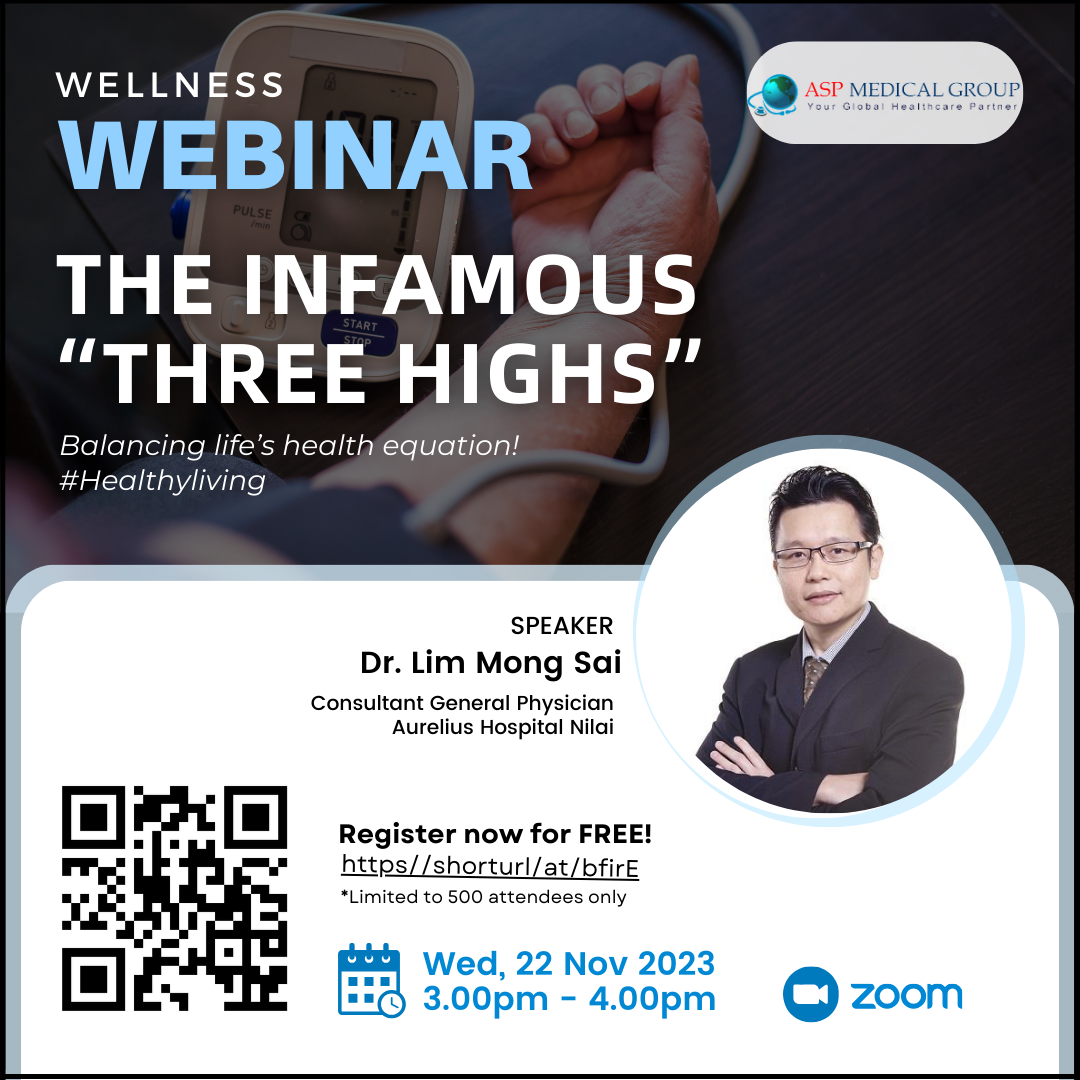 WELLNESS
WEBINAR
ASP MEDICAL GROUP
Your Global Healthcare Partner
PULSE
/min
THE INFAMOUS
START
STOP
“THREE HIGHS”
Balancing life’s health equation!
#Healthyliving
SPEAKER
Dr. Lim Mong Sai
Consultant General Physician
Aurelius Hospital Nilai
Register now for FREE!
https//shorturl/at/bfirE
*Limited to 500 attendees only
Wed, 22 Nov 2023
3.00pm - 4.00pm
zoom